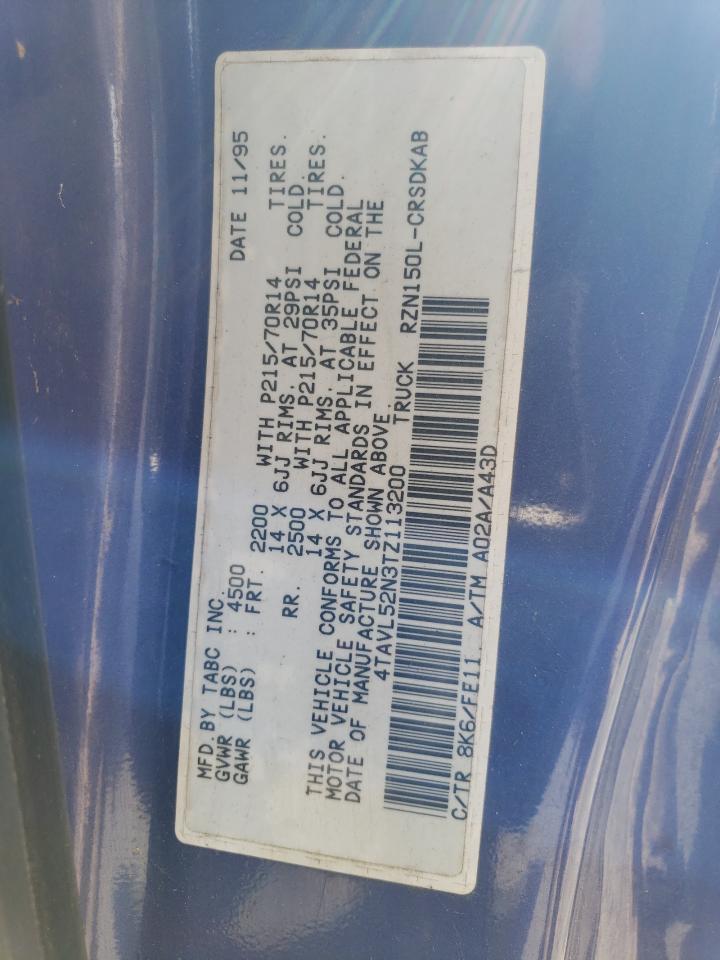 MFD.BY TABC INC. DATE 11/95
GVWR (LBS) : 4500
GAWR (LBS) : FRT. 2200 WITH P215/70R14 TIRES.
14 X 6JJ RIMS. AT 29PSI COLD.
RR. 2500 WITH P215/70R14 TIRES.
14 X 6JJ RIMS. AT 35PSI COLD.
THIS VEHICLE CONFORMS TO ALL APPLICABLE FEDERAL
MOTOR VEHICLE SAFETY STANDARDS IN EFFECT ON THE
DATE OF MANUFACTURE SHOWN ABOVE.
4TAVL52N3TZ113200 TRUCK RZN150L-CRSDKAB
C/TR 8K6/FE11 A/TM A02A/A43D